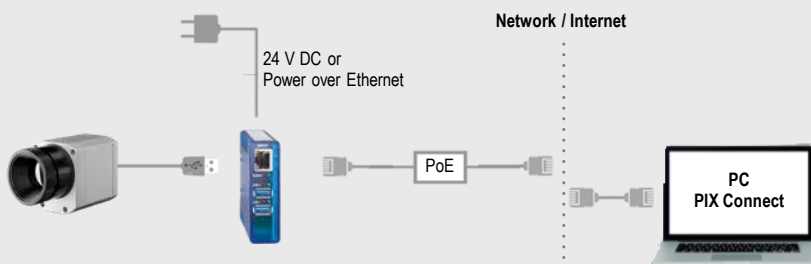 Network / Internet
24 V DC or
Power over Ethernet
PoE
PC
PIX Connect